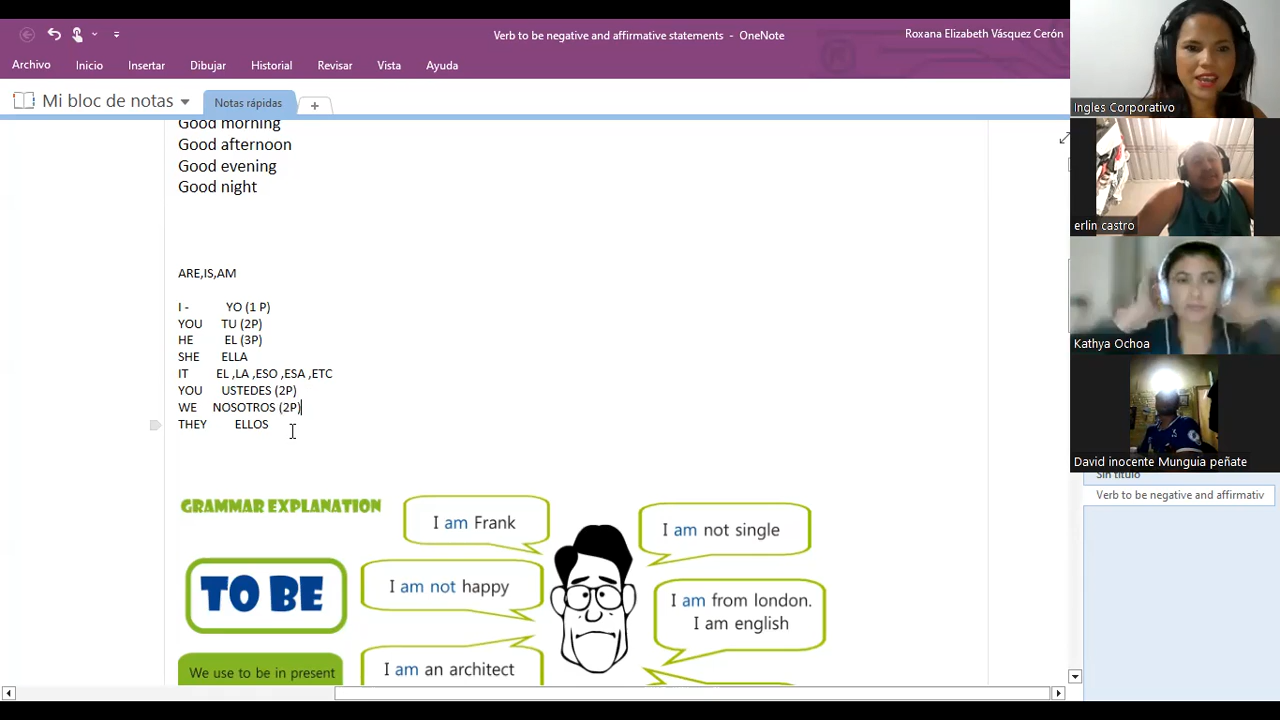 Verb to be negative and affirmative statements - OneNote
Roxana Elizabeth Vásquez Cerón
Archivo Inicio Insertar Dibujar Historial Revisar Vista Ayuda
Mi bloc de notas Notas rápidas +
Good morning
Good afternoon
Good evening
Good night
ARE,IS,AM
I - YO (1 P)
YOU TU (2P)
HE EL (3P)
SHE ELLA
IT EL ,LA ,ESO ,ESA ,ETC
YOU USTEDES (2P)
WE NOSOTROS (2P)
THEY ELLOS
GRAMMAR EXPLANATION
TO BE
We use to be in present
I am Frank
I am not happy
I am an architect
I am not single
I am from london.
I am english
Ingles Corporativo
erlin castro
Kathya Ochoa
David inocente Munguia peñate
Sin título
Verb to be negative and affirmativ